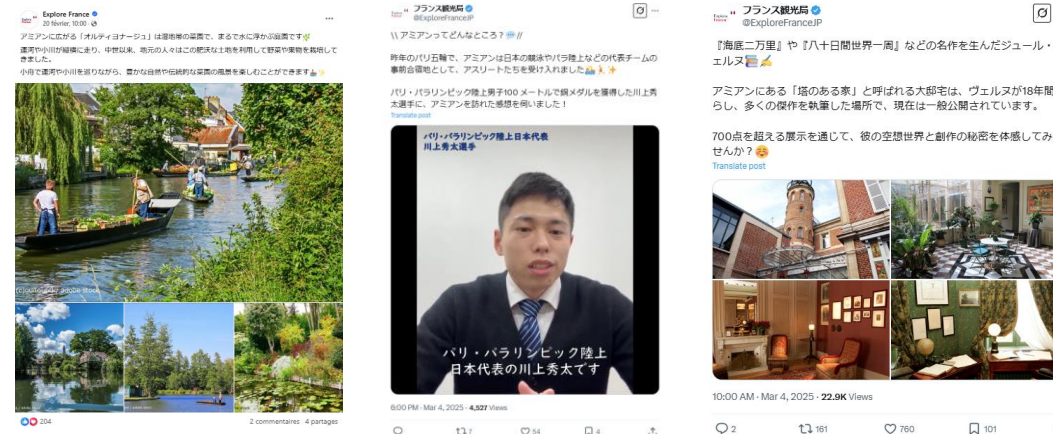 Explore France
20 février, 10:00
アミアンに広がる「オルティヨナージュ」は湿地帯の菜園で、まるで水に浮かぶ庭園です🌿
運河や小川が縦横に走り、中世以来、地元の人々はこの肥沃な土地を利用して野菜や果物を栽培して
きました。
小舟で運河や小川を巡りながら、豊かな自然や伝統的な菜園の風景を楽しむことができます🚣✨
204
2 commentaires 4 partages
フランス観光局
@ExploreFranceJP
\\ アミアンってどんなところ?💬//
昨年のパリ五輪で、アミアンは日本の競泳やパラ陸上などの代表チームの
事前合宿地として、アスリートたちを受け入れました🏊🏃✨
パリ・パラリンピック陸上男子100 メートルで銅メダルを獲得した川上秀
太選手に、アミアンを訪れた感想を伺いました!
Translate post
パリ・パラリンピック陸上日本代表
川上秀太選手
パリ・パラリンピック陸上
日本代表の川上秀太です
6:00 PM · Mar 4, 2025 · 4,527 Views
7 54 4
フランス観光局
@ExploreFranceJP
『海底二万里』や『八十日間世界一周』などの名作を生んだジュール・
ェルヌ📚✍️
アミアンにある「塔のある家」と呼ばれる大邸宅は、ヴェルヌが18年間
らし、多くの傑作を執筆した場所で、現在は一般公開されています。
700点を超える展示を通じて、彼の空想世界と創作の秘密を体感してみ
せんか?🥰
Translate post
10:00 AM · Mar 4, 2025 · 22.9K Views
2 161 760 101